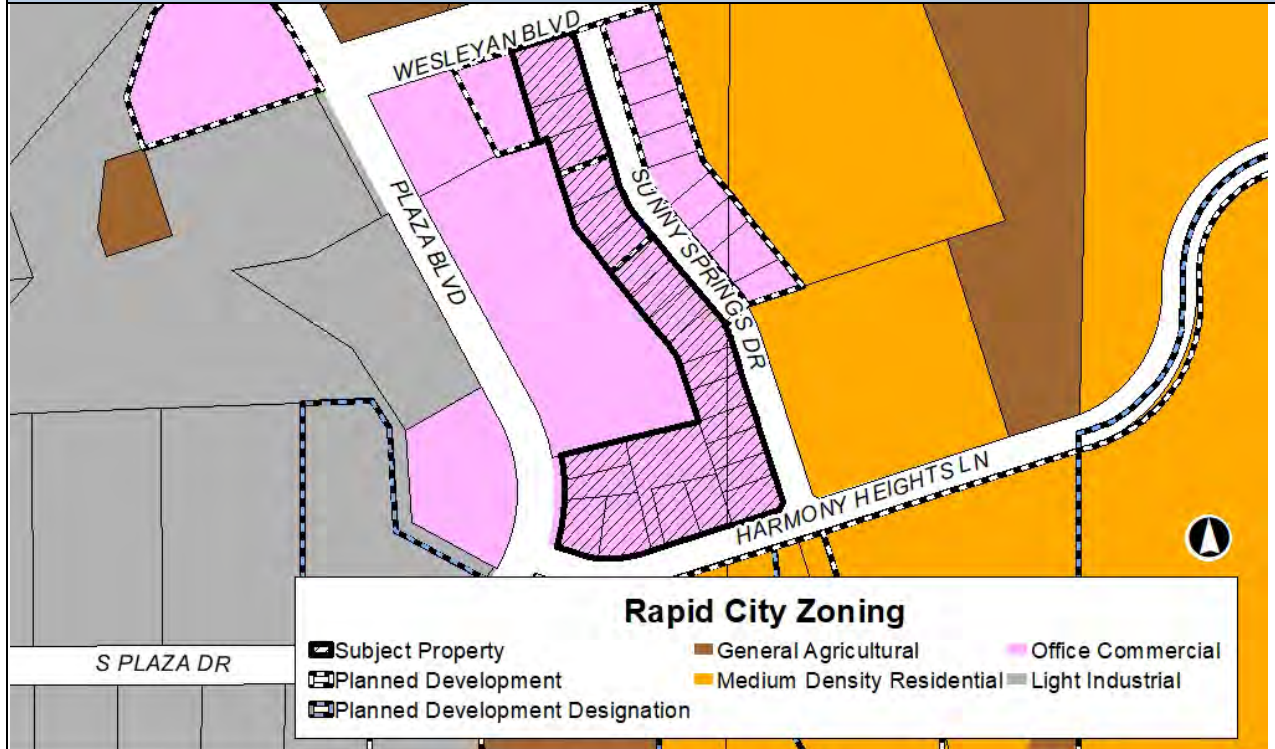 WESLEYAN BLVD
PLAZA BLVD
SUNNY SPRINGS DR
HARMONY HEIGHTS LN
S PLAZA DR
Rapid City Zoning
Subject Property
General Agricultural
Office Commercial
Planned Development
Medium Density Residential
Light Industrial
Planned Development Designation